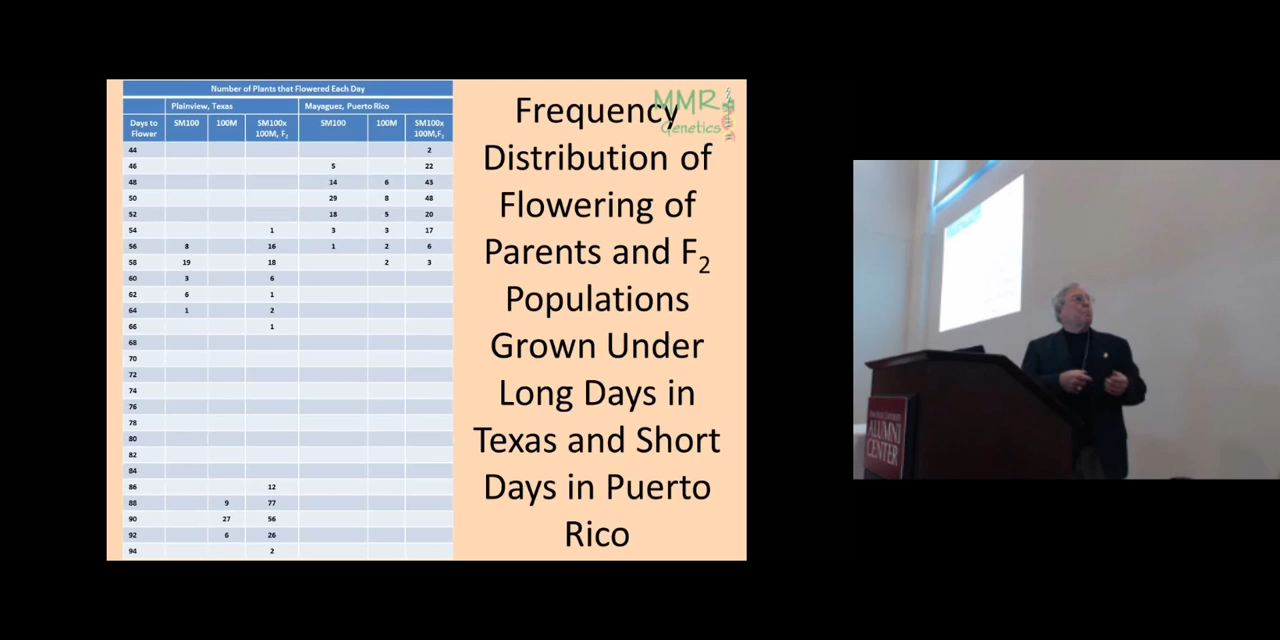 Number of Plants that Flowered Each Day
Plainview, Texas Mayaguez, Puerto Rico
Days to Flower SM100 100M SM100x 100M, F2 SM100 100M SM100x 100M, F2
44 2
46 5 22
48 14 6 43
50 29 8 48
52 18 5 20
54 1 3 3 17
56 8 16 1 2 6
58 19 18 2 3
60 3 6
62 6 1
64 1 2
66 1
68
70
72
74
76
78
80
82
84
86 12
88 9 77
90 27 56
92 6 26
94 2
MMR
Genetics
Frequency
Distribution of
Flowering of
Parents and F2
Populations
Grown Under
Long Days in
Texas and Short
Days in Puerto
Rico
ALUMNI
CENTER